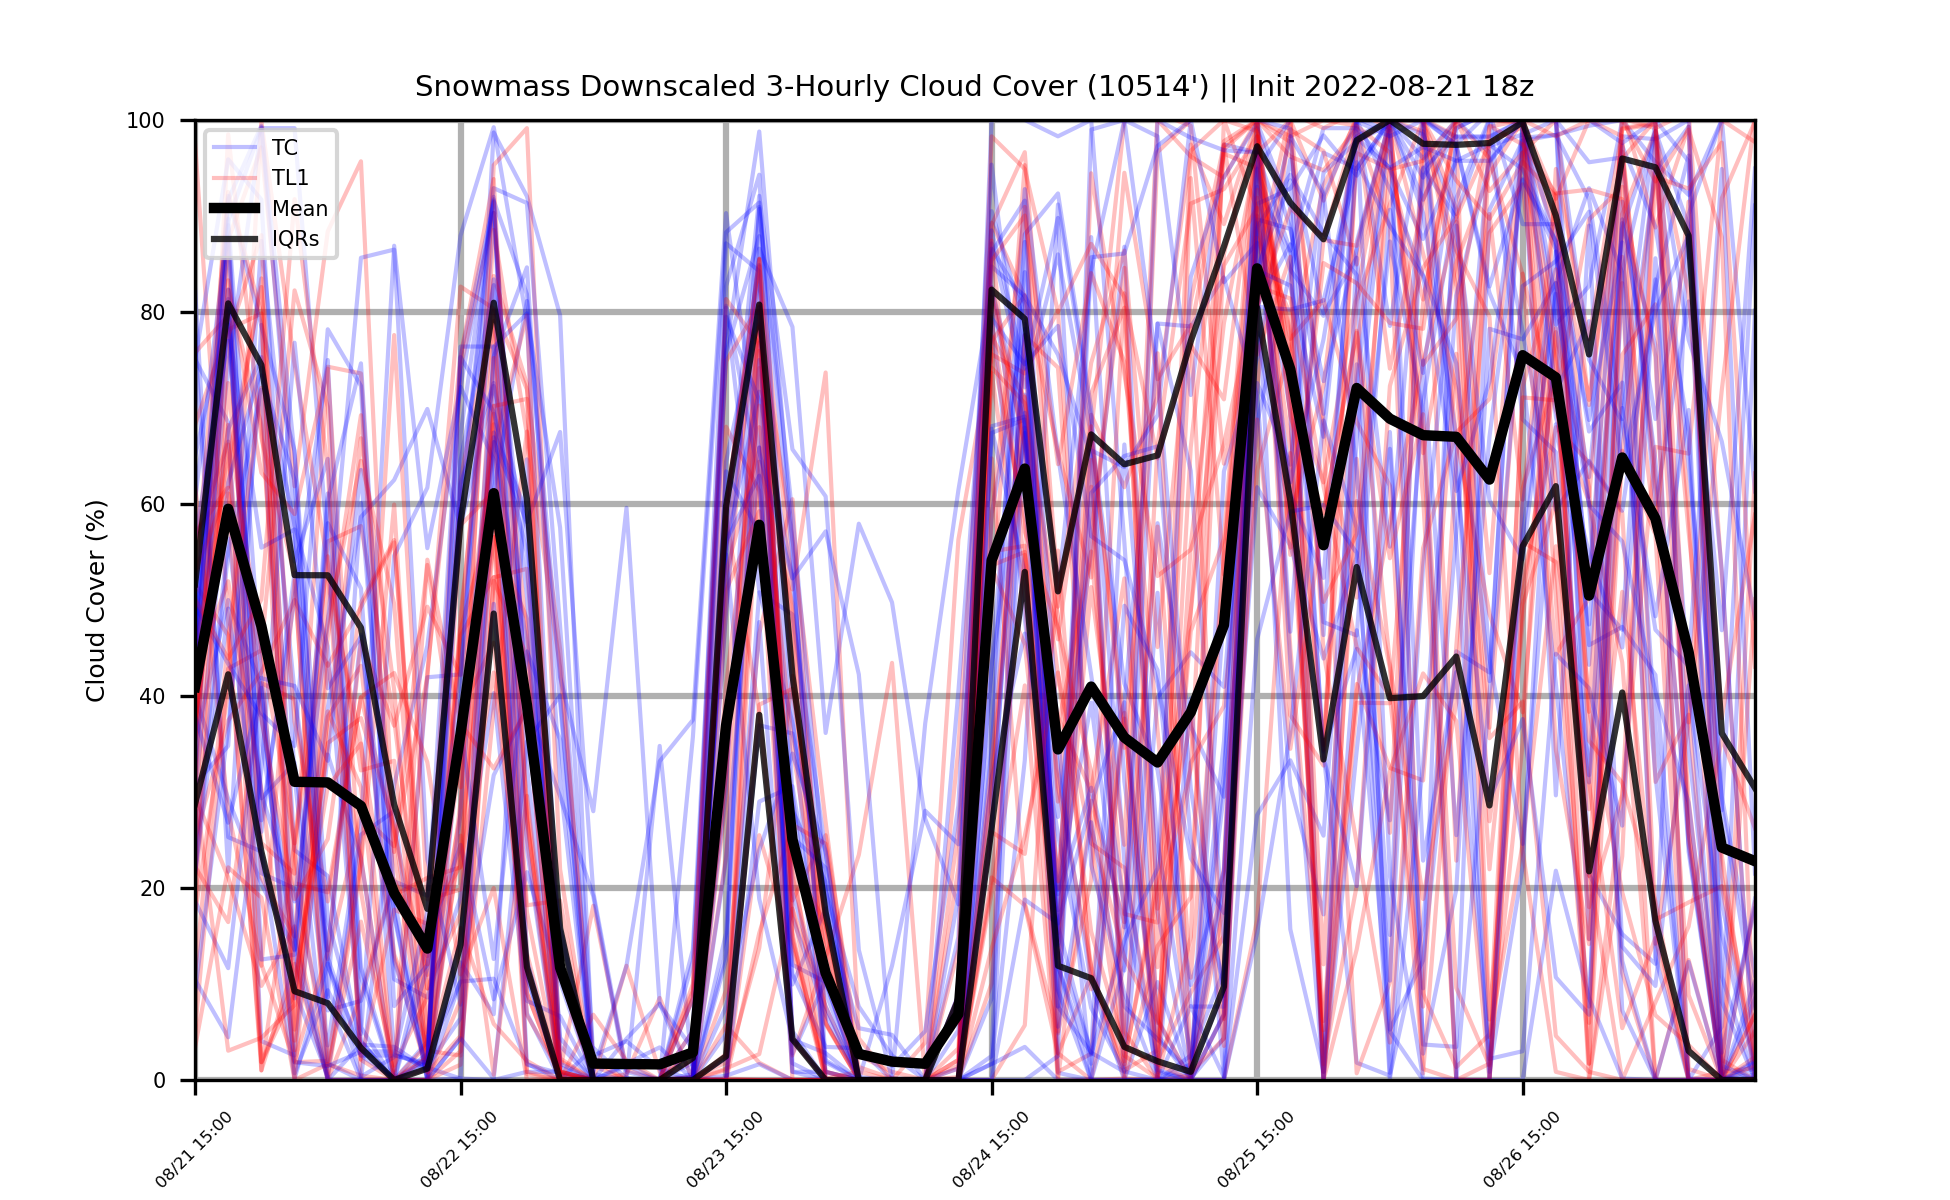 Snowmass Downscaled 3-Hourly Cloud Cover (10514') || Init 2022-08-21 18z
100
80
60
40
20
0
Cloud Cover (%)
TC
TL1
Mean
IQRs
08/21 15:00
08/22 15:00
08/23 15:00
08/24 15:00
08/25 15:00
08/26 15:00